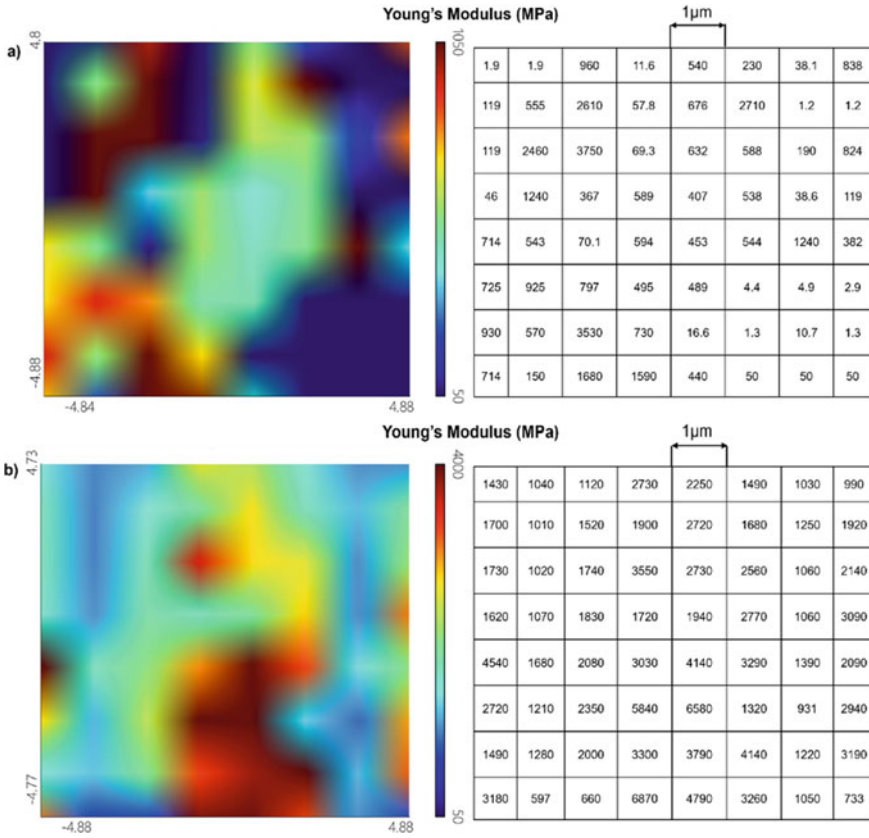 Young's Modulus (MPa)
1µm
a)
4.8
-4.88
-4.84
4.88
1050
50
1.9 1.9 960 11.6 540 230 38.1 838
119 555 2610 57.8 676 2710 1.2 1.2
119 2460 3750 69.3 632 588 190 824
46 1240 367 589 407 538 38.6 119
714 543 70.1 594 453 544 1240 382
725 925 797 495 489 4.4 4.9 2.9
930 570 3530 730 16.6 1.3 10.7 1.3
714 150 1680 1590 440 50 50 50
Young's Modulus (MPa)
1µm
b)
4.73
-4.77
-4.88
4.88
4000
50
1430 1040 1120 2730 2250 1490 1030 990
1700 1010 1520 1900 2720 1680 1250 1920
1730 1020 1740 3550 2730 2560 1060 2140
1620 1070 1830 1720 1940 2770 1060 3090
4540 1680 2080 3030 4140 3290 1390 2090
2720 1210 2350 5840 6580 1320 931 2940
1490 1280 2000 3300 3790 4140 1220 3190
3180 597 660 6870 4790 3260 1050 733